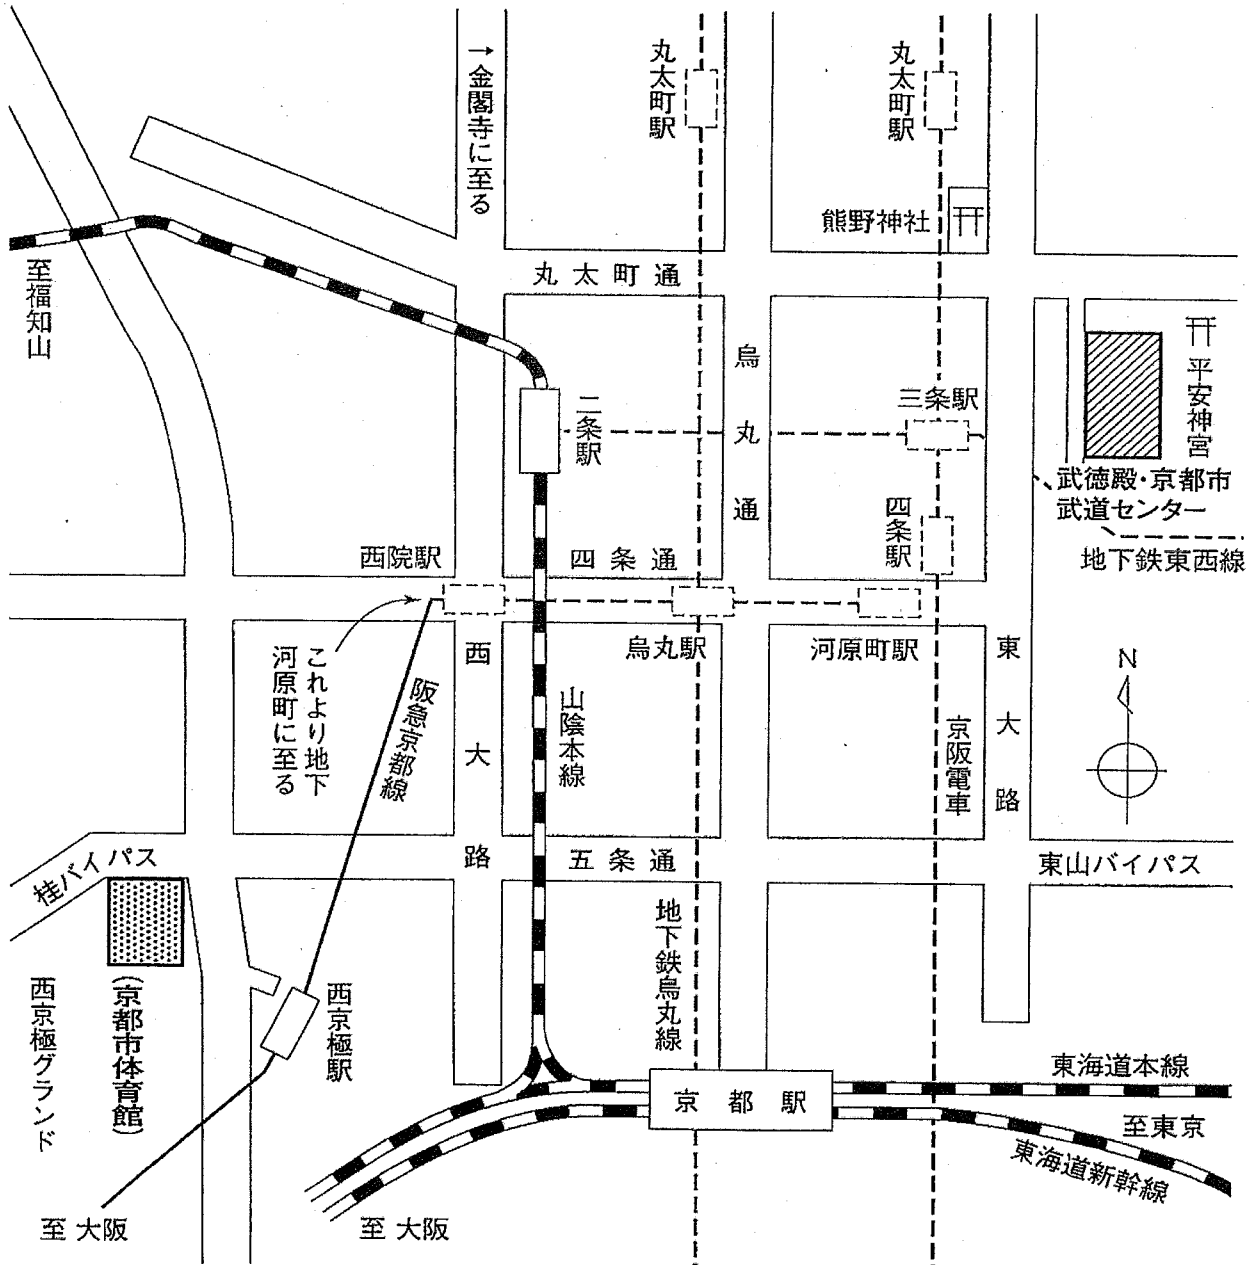 →金閣寺に至る
丸太町駅
丸太町駅
熊野神社
丸太町通
至福知山
烏丸通
二条駅
三条駅
平安神宮
武徳殿・京都市
武道センター
地下鉄東西線
四条駅
西院駅
四条通
烏丸駅
河原町駅
これより地下
河原町に至る
阪急京都線
西大路
山陰本線
京阪電車
東大路
N
桂バイパス
五条通
東山バイパス
西京極グランド
(京都市体育館)
西京極駅
地下鉄烏丸線
京都駅
東海道本線
至東京
東海道新幹線
至 大阪
至 大阪